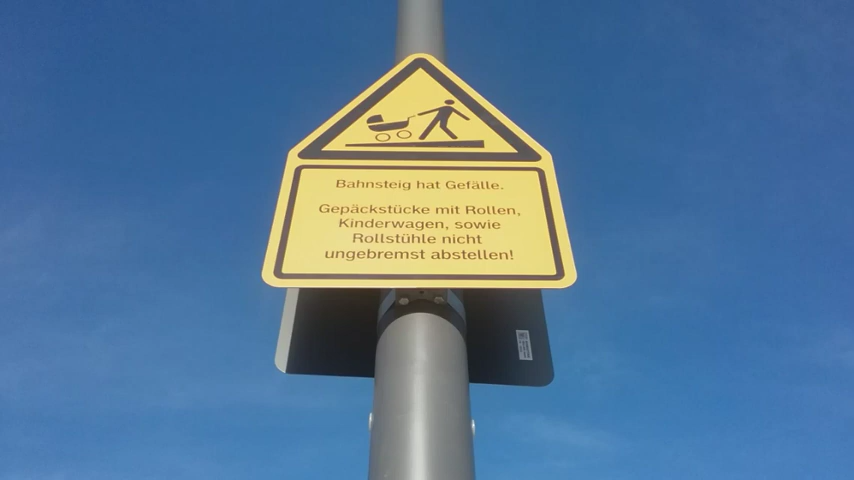 Bahnsteig hat Gefälle.
Gepäckstücke mit Rollen,
Kinderwagen, sowie
Rollstühle nicht
ungebremst abstellen!